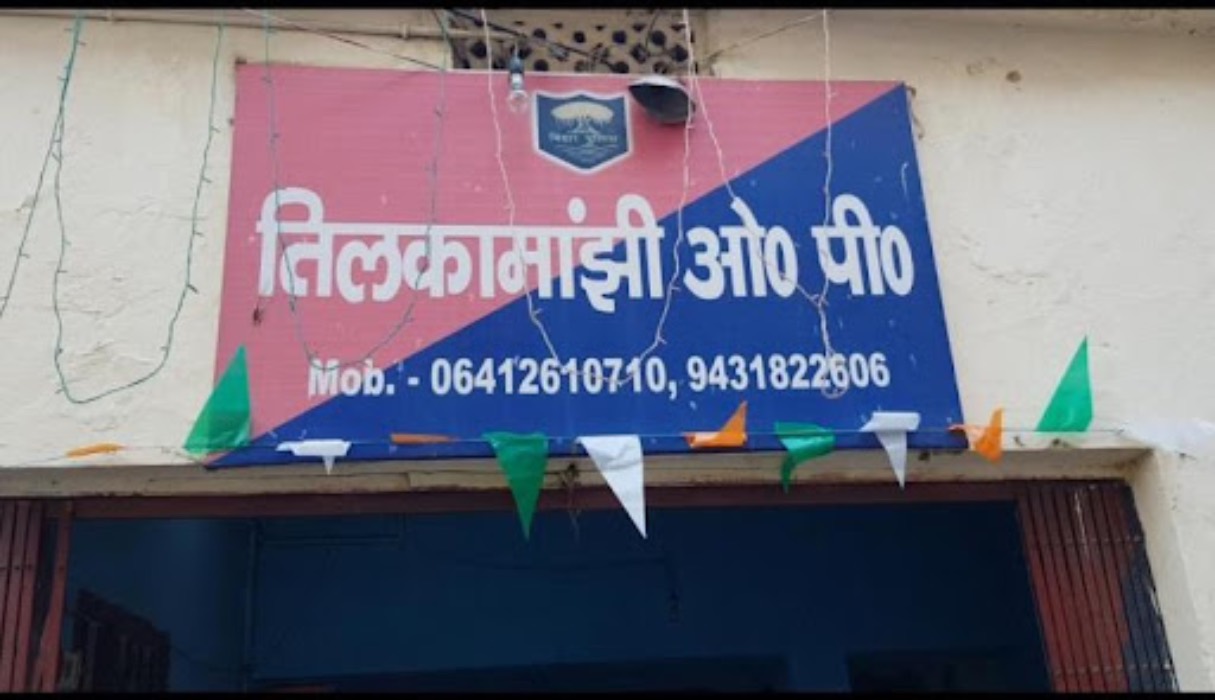 बिहार पुलिस
तिलकामांझी ओ० पी०
Mob. - 06412610710, 9431822606